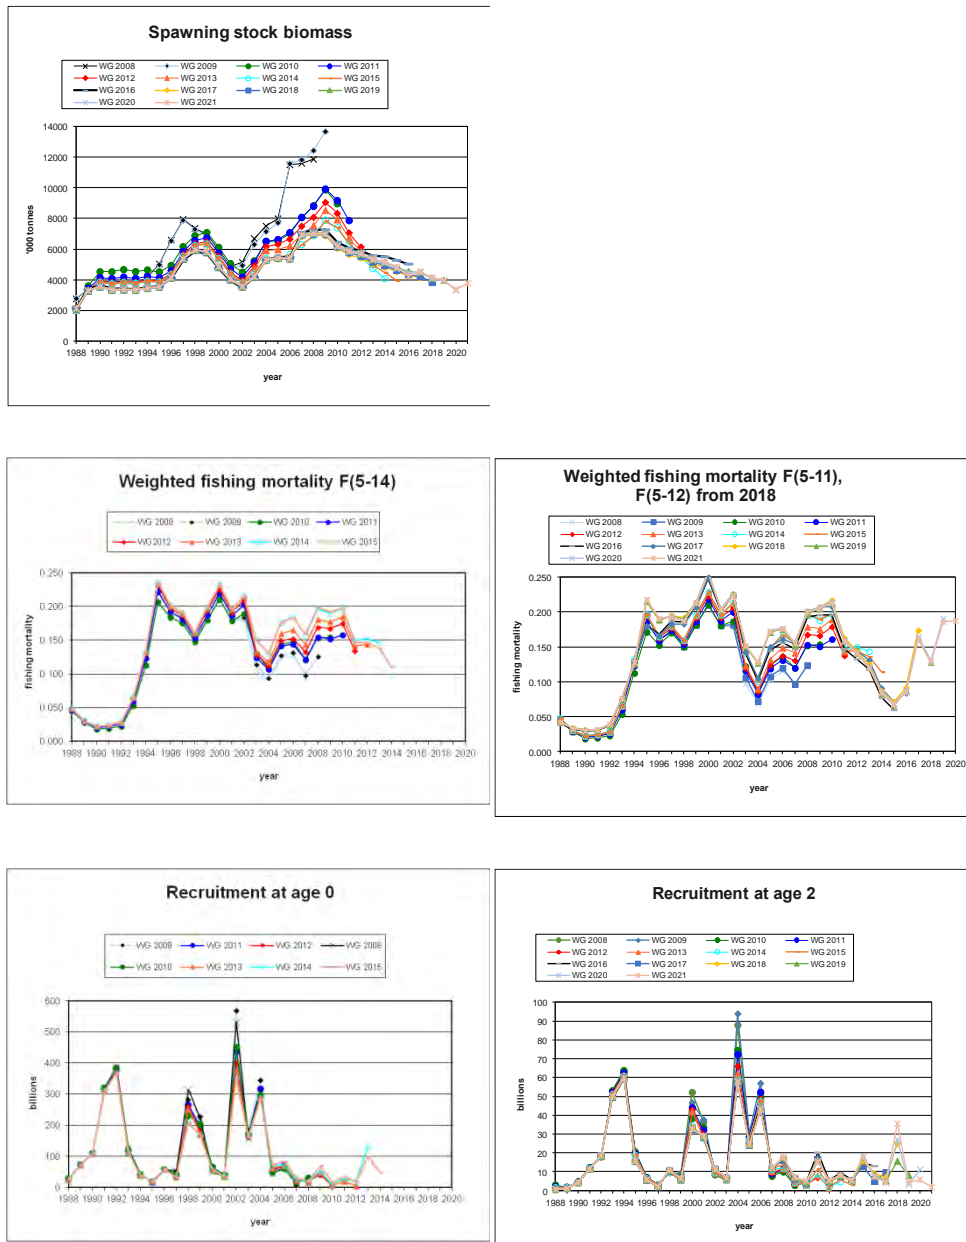 Spawning stock biomass
WG 2008 WG 2009 WG 2010 WG 2011
WG 2012 WG 2013 WG 2014 WG 2015
WG 2016 WG 2017 WG 2018 WG 2019
WG 2020 WG 2021
14000
12000
10000
8000
6000
4000
2000
0
'000 tonnes
1988 1990 1992 1994 1996 1998 2000 2002 2004 2006 2008 2010 2012 2014 2016 2018 2020
year
Weighted fishing mortality F(5-14)
WG 2008 WG 2009 WG 2010 WG 2011
WG 2012 WG 2013 WG 2014 WG 2015
0.250
0.200
0.150
0.100
0.050
0.000
fishing mortality
1988 1990 1992 1994 1996 1998 2000 2002 2004 2006 2008 2010 2012 2014 2016 2018 2020
year
Weighted fishing mortality F(5-11),
F(5-12) from 2018
WG 2008 WG 2009 WG 2010 WG 2011
WG 2012 WG 2013 WG 2014 WG 2015
WG 2016 WG 2017 WG 2018 WG 2019
WG 2020 WG 2021
0.250
0.200
0.150
0.100
0.050
0.000
fishing mortality
1988 1990 1992 1994 1996 1998 2000 2002 2004 2006 2008 2010 2012 2014 2016 2018 2020
year
Recruitment at age 0
WG 2009 WG 2011 WG 2012 WG 2008
WG 2010 WG 2013 WG 2014 WG 2015
600
500
400
300
200
100
0
billions
1988 1990 1992 1994 1996 1998 2000 2002 2004 2006 2008 2010 2012 2014 2016 2018 2020
year
Recruitment at age 2
WG 2008 WG 2009 WG 2010 WG 2011
WG 2012 WG 2013 WG 2014 WG 2015
WG 2016 WG 2017 WG 2018 WG 2019
WG 2020 WG 2021
100
90
80
70
60
50
40
30
20
10
0
billions
1988 1990 1992 1994 1996 1998 2000 2002 2004 2006 2008 2010 2012 2014 2016 2018 2020
year